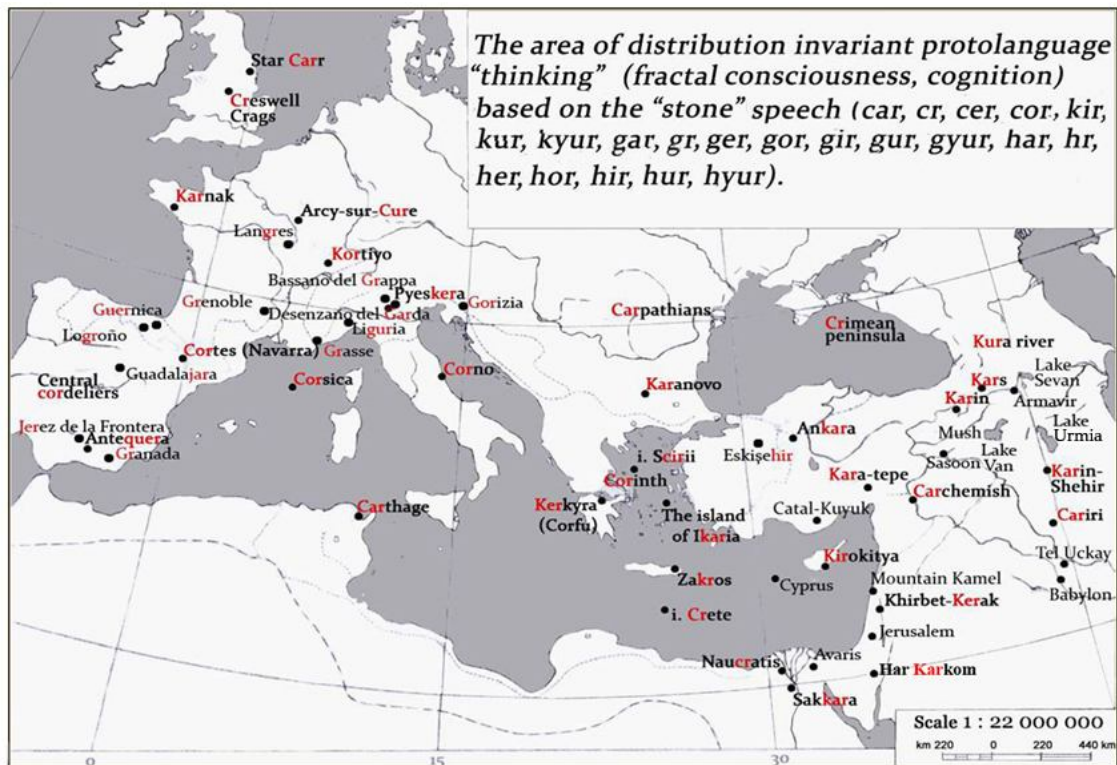 The area of distribution invariant protolanguage
“thinking” (fractal consciousness, cognition)
based on the “stone” speech (car, cr, cer, cor, kir,
kur, kyur, gar, gr, ger, gor, gir, gur, gyur, har, hr,
her, hor, hir, hur, hyur).
Star Carr
Creswell
Crags
Karnak
Arcy-sur-Cure
Langres
Kortiyo
Bassano del Grappa
Pyeskera
Gorizia
Guernica
Grenoble
Desenzano del Garda
Liguria
Logroño
Cortes (Navarra)
Grasse
Guadalajara
Corsica
Corno
Central
cordeliers
Jerez de la Frontera
Antequera
Granada
Carpathians
Crimean
peninsula
Kura river
Lake
Sevan
Kars
Karin
Armavir
Karanovo
Lake
Urmia
Ankara
Mush
Eskişehir
Sasoon
Lake
Van
i. Scirii
Corinth
Kara-tepe
Karin-
Shehir
Carthage
Kerkyra
(Corfu)
The island
of Ikaria
Catal-Kuyuk
Carchemish
Cariri
Kirokitya
Tel Uckay
Zakros
Cyprus
Mountain Kamel
Babylon
Khirbet-Kerak
i. Crete
Jerusalem
Naucratis
Avaris
Har Karkom
Sakkara
Scale 1 : 22 000 000
km 220 0 220 440 km
0 15 30